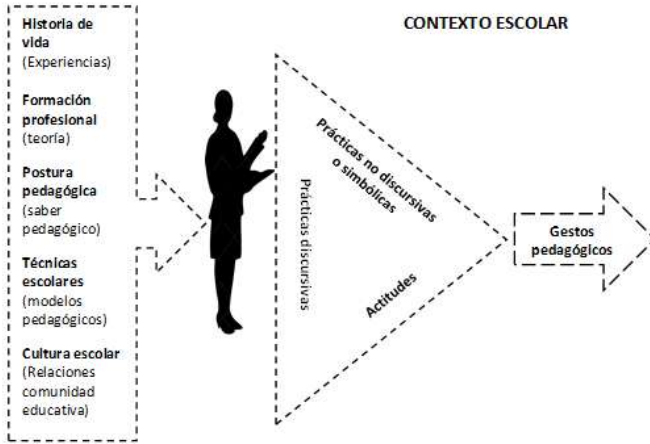 CONTEXTO ESCOLAR
Historia de
vida
(Experiencias)
Formación
profesional
(teoría)
Postura
pedagógica
(saber
pedagógico)
Técnicas
escolares
(modelos
pedagógicos)
Cultura escolar
(Relaciones
comunidad
educativa)
Prácticas discursivas
Prácticas no discursivas
o simbólicas
Actitudes
Gestos
pedagógicos